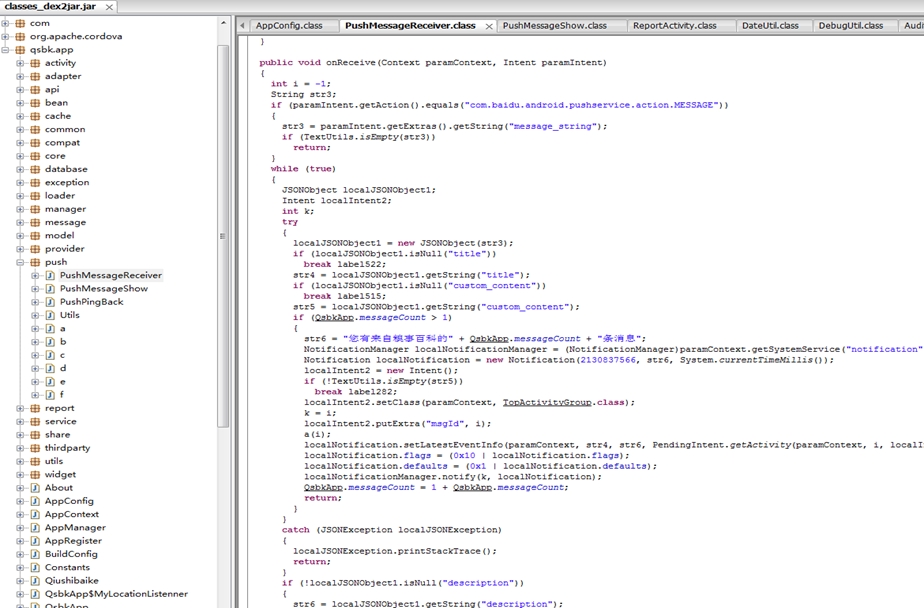 classes_dex2jar.jar
com
org.apache.cordova
qsbk.app
activity
adapter
api
bean
cache
common
compat
core
database
exception
loader
manager
message
model
provider
push
PushMessageReceiver
PushMessageShow
PushPingBack
Utils
a
b
c
d
e
f
report
service
share
thirdparty
utils
widget
About
AppConfig
AppContext
AppManager
AppRegister
BuildConfig
Constants
Qiushibaike
QsbkApp$MyLocationListenner
QsbkApp
AppConfig.class PushMessageReceiver.class PushMessageShow.class ReportActivity.class DateUtil.class DebugUtil.class Audi
}
public void onReceive(Context paramContext, Intent paramIntent)
{
int i = -1;
String str3;
if (paramIntent.getAction().equals("com.baidu.android.pushservice.action.MESSAGE"))
{
str3 = paramIntent.getExtras().getString("message_string");
if (TextUtils.isEmpty(str3))
return;
}
while (true)
{
JSONObject localJSONObject1;
Intent localIntent2;
int k;
try
{
localJSONObject1 = new JSONObject(str3);
if (localJSONObject1.isNull("title"))
break label522;
str4 = localJSONObject1.getString("title");
if (localJSONObject1.isNull("custom_content"))
break label515;
str5 = localJSONObject1.getString("custom_content");
if (QsbkApp.messageCount > 1)
{
str6 = "您有来自糗事百科的" + QsbkApp.messageCount + "条消息";
NotificationManager localNotificationManager = (NotificationManager)paramContext.getSystemService("notification"
Notification localNotification = new Notification(2130837566, str6, System.currentTimeMillis());
localIntent2 = new Intent();
if (!TextUtils.isEmpty(str5))
break label282;
localIntent2.setClass(paramContext, TopActivityGroup.class);
k = i;
localIntent2.putExtra("msgId", i);
a(i);
localNotification.setLatestEventInfo(paramContext, str4, str6, PendingIntent.getActivity(paramContext, i, localI
localNotification.flags = (0x10 | localNotification.flags);
localNotification.defaults = (0x1 | localNotification.defaults);
localNotificationManager.notify(k, localNotification);
QsbkApp.messageCount = 1 + QsbkApp.messageCount;
return;
}
}
catch (JSONException localJSONException)
{
localJSONException.printStackTrace();
return;
}
if (!localJSONObject1.isNull("description"))
{
str6 = localJSONObject1.getString("description");